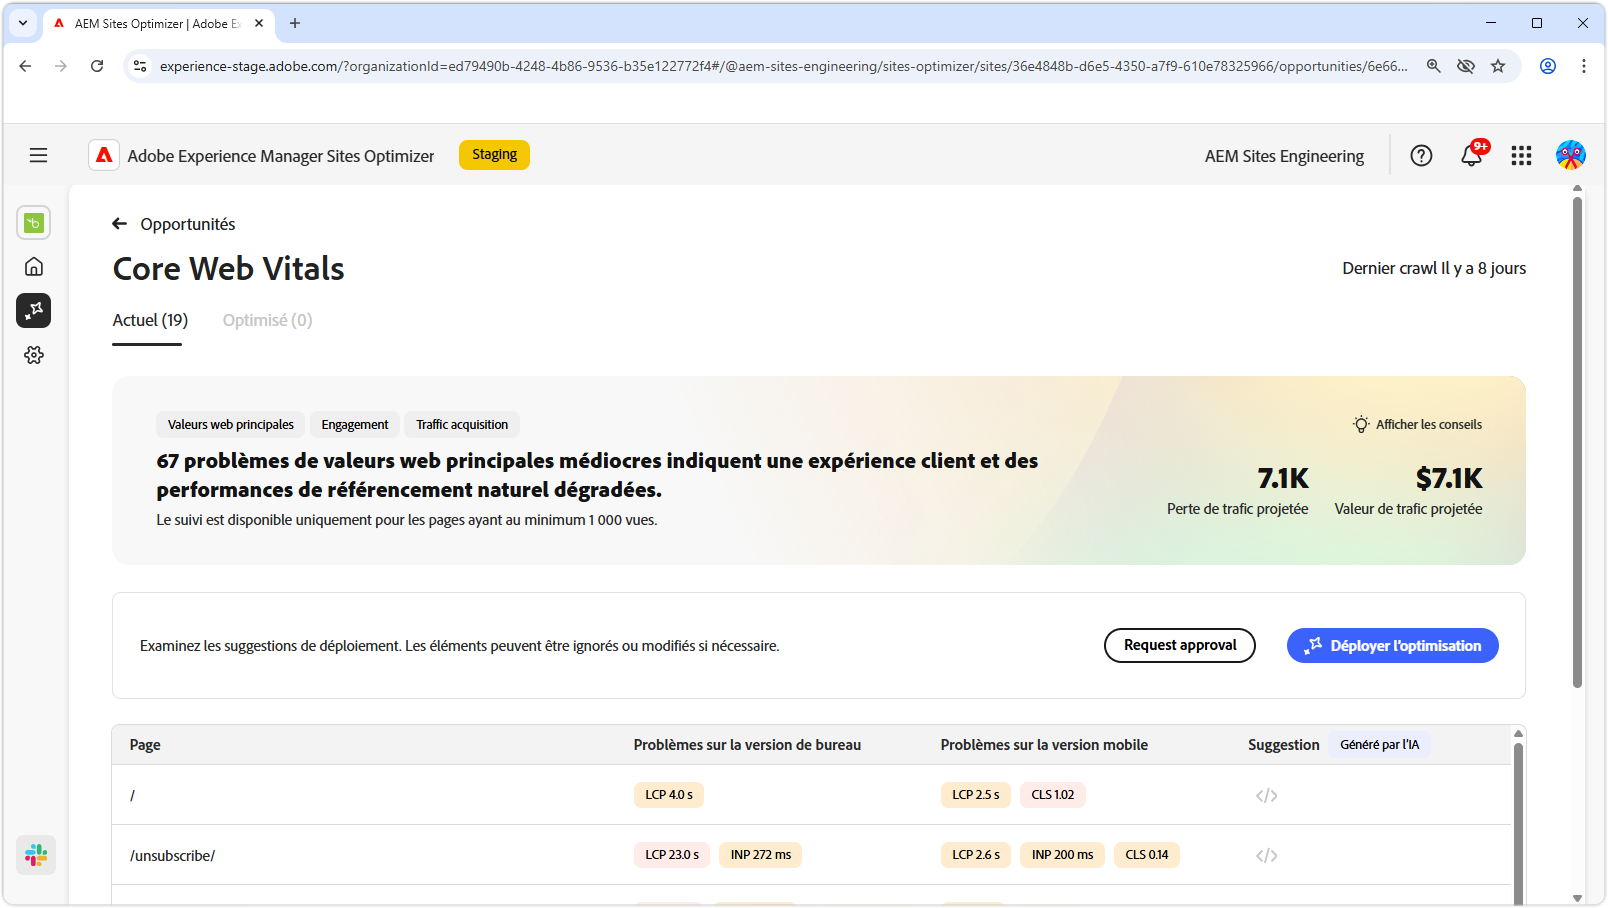 AEM Sites Optimizer | Adobe Ex
experience-stage.adobe.com/?organizationId=ed79490b-4248-4b86-9536-b35e122772f4#/@aem-sites-engineering/sites-optimizer/sites/36e4848b-d6e5-4350-a7f9-610e78325966/opportunities/6e66...
Adobe Experience Manager Sites Optimizer
Staging
AEM Sites Engineering
9+
Opportunités
Core Web Vitals
Dernier crawl Il y a 8 jours
Actuel (19)
Optimisé (0)
Valeurs web principales
Engagement
Traffic acquisition
Afficher les conseils
67 problèmes de valeurs web principales médiocres indiquent une expérience client et des
performances de référencement naturel dégradées.
Le suivi est disponible uniquement pour les pages ayant au minimum 1 000 vues.
7.1K
Perte de trafic projetée
$7.1K
Valeur de trafic projetée
Examinez les suggestions de déploiement. Les éléments peuvent être ignorés ou modifiés si nécessaire.
Request approval
Déployer l'optimisation
Page
Problèmes sur la version de bureau
Problèmes sur la version mobile
Suggestion
Généré par l'IA
/
LCP 4.0 s
LCP 2.5 s
CLS 1.02
/unsubscribe/
LCP 23.0 s
INP 272 ms
LCP 2.6 s
INP 200 ms
CLS 0.14